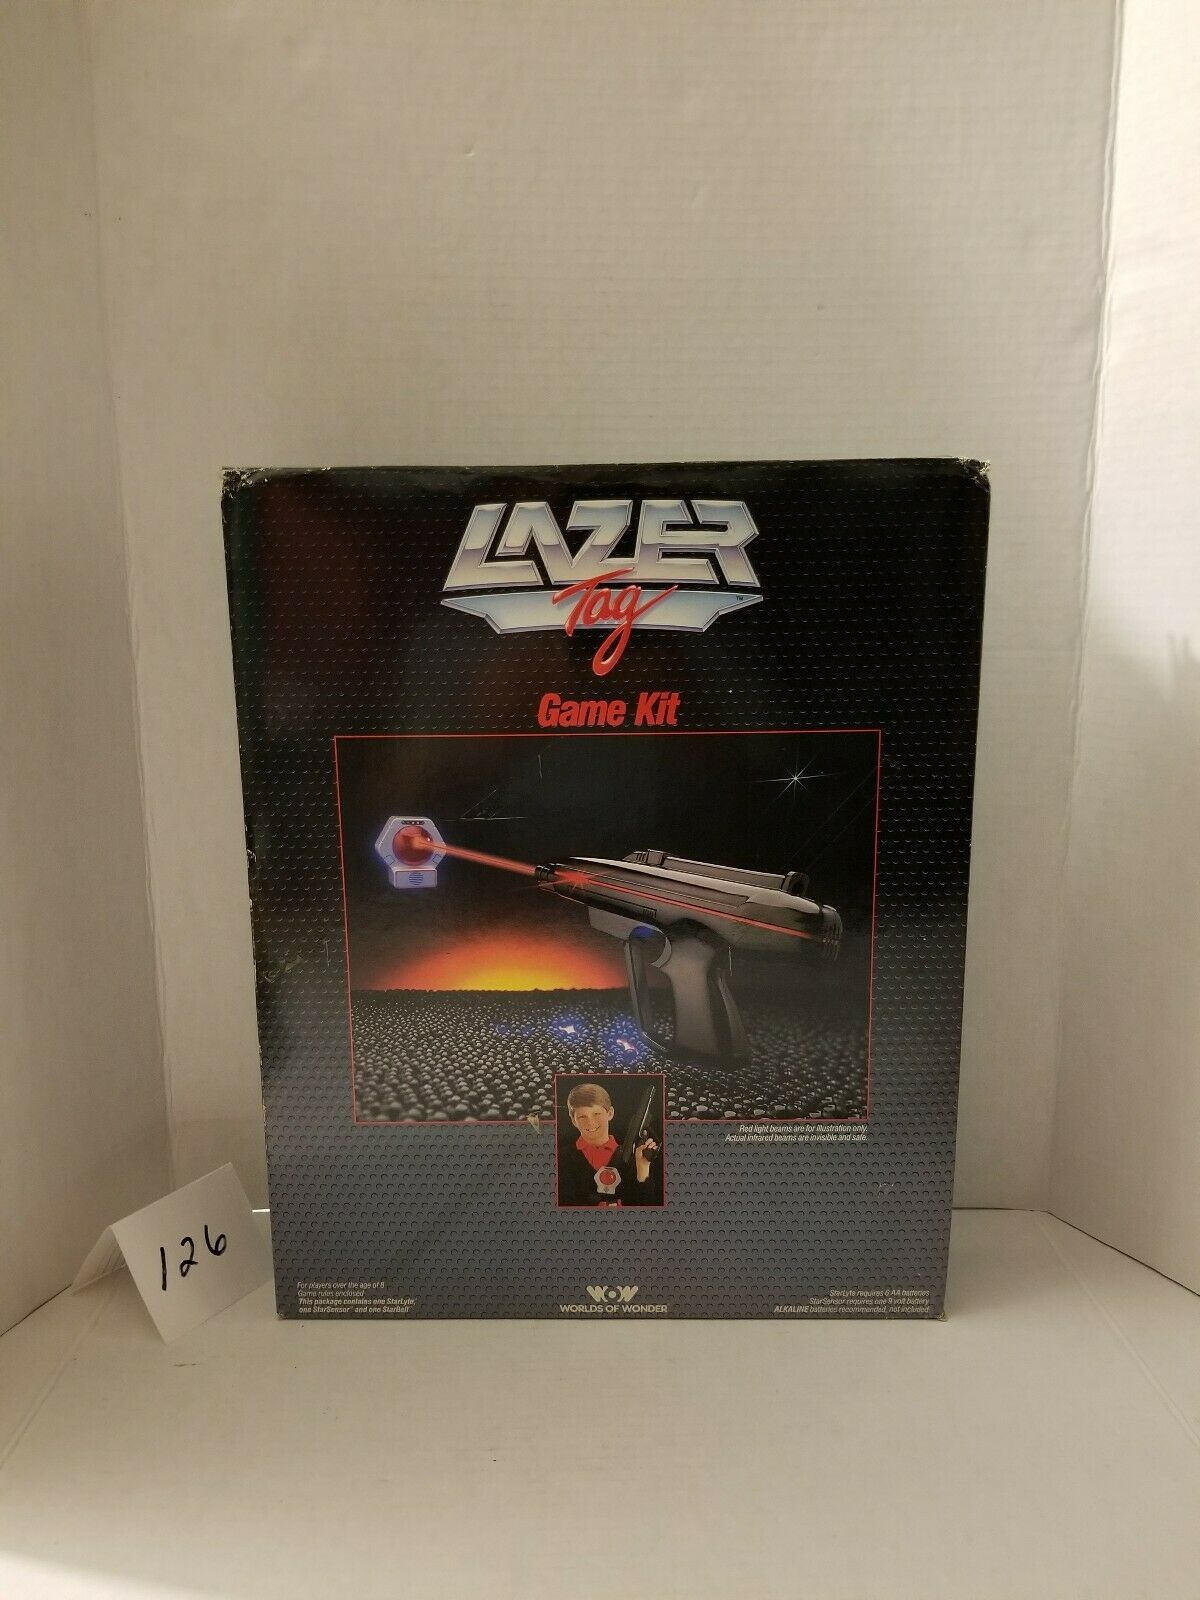 LAZER
Tag
TM
Game Kit
Red light beams are for illustration only.
Actual infrared beams are invisible and safe.
126
For players over the age of 8
Game rules enclosed
This package contains one StarLyte,
one StarSensor and one StarBelt
WOW
WORLDS OF WONDER
StarLyte requires 6 AA batteries
StarSensor requires one 9 volt battery
ALKALINE batteries recommended, not included